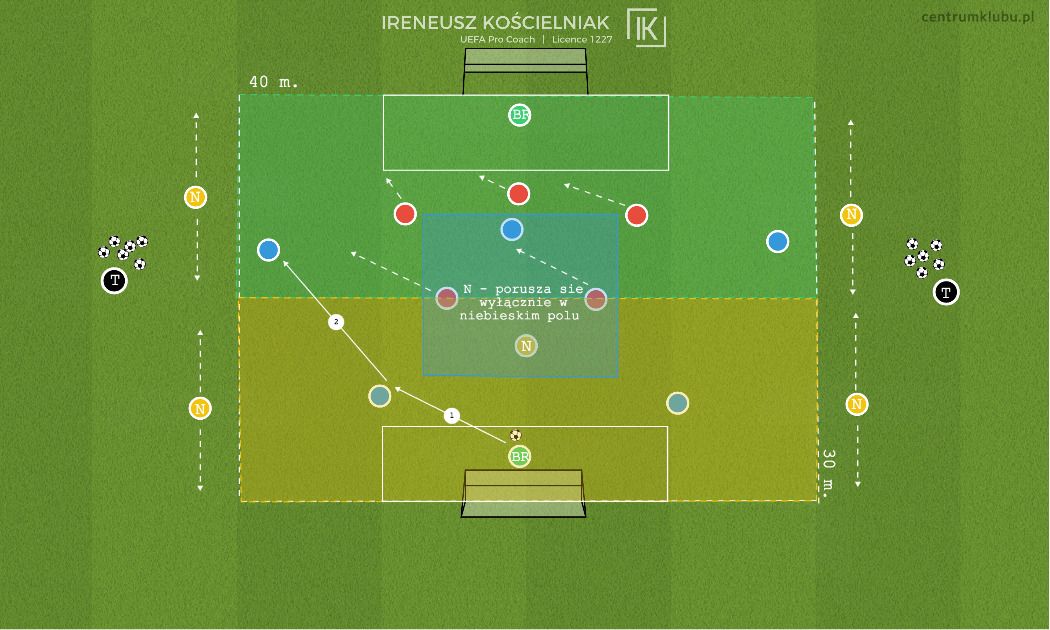 IRENEUSZ KOŚCIELNIAK
UEFA Pro Coach | Licence 1227
IK
centrumklubu.pl
40 m.
BR
N
N
T
T
N - porusza sie
wyłącznie w
niebieskim polu
2
N
N
N
1
BR
30 m.